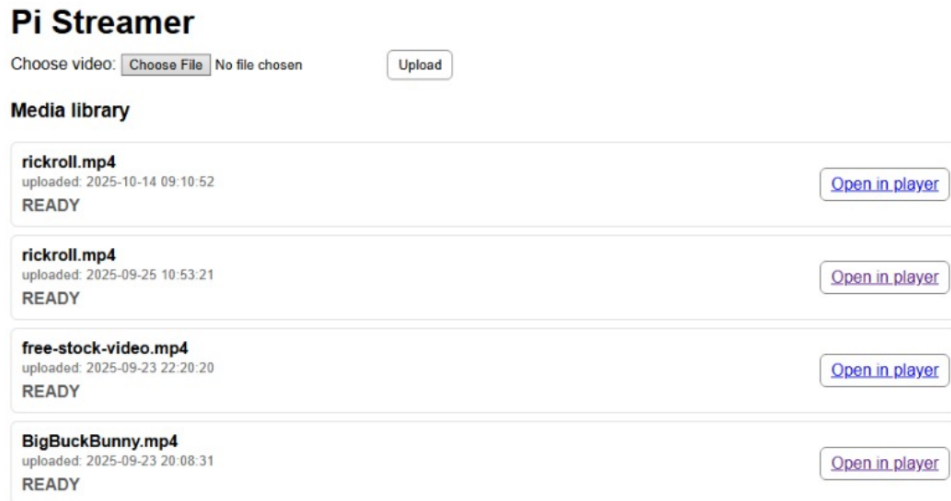 Pi Streamer
Choose video: Choose File No file chosen Upload
Media library
rickroll.mp4
uploaded: 2025-10-14 09:10:52
READY
Open in player
rickroll.mp4
uploaded: 2025-09-25 10:53:21
READY
Open in player
free-stock-video.mp4
uploaded: 2025-09-23 22:20:20
READY
Open in player
BigBuckBunny.mp4
uploaded: 2025-09-23 20:08:31
READY
Open in player